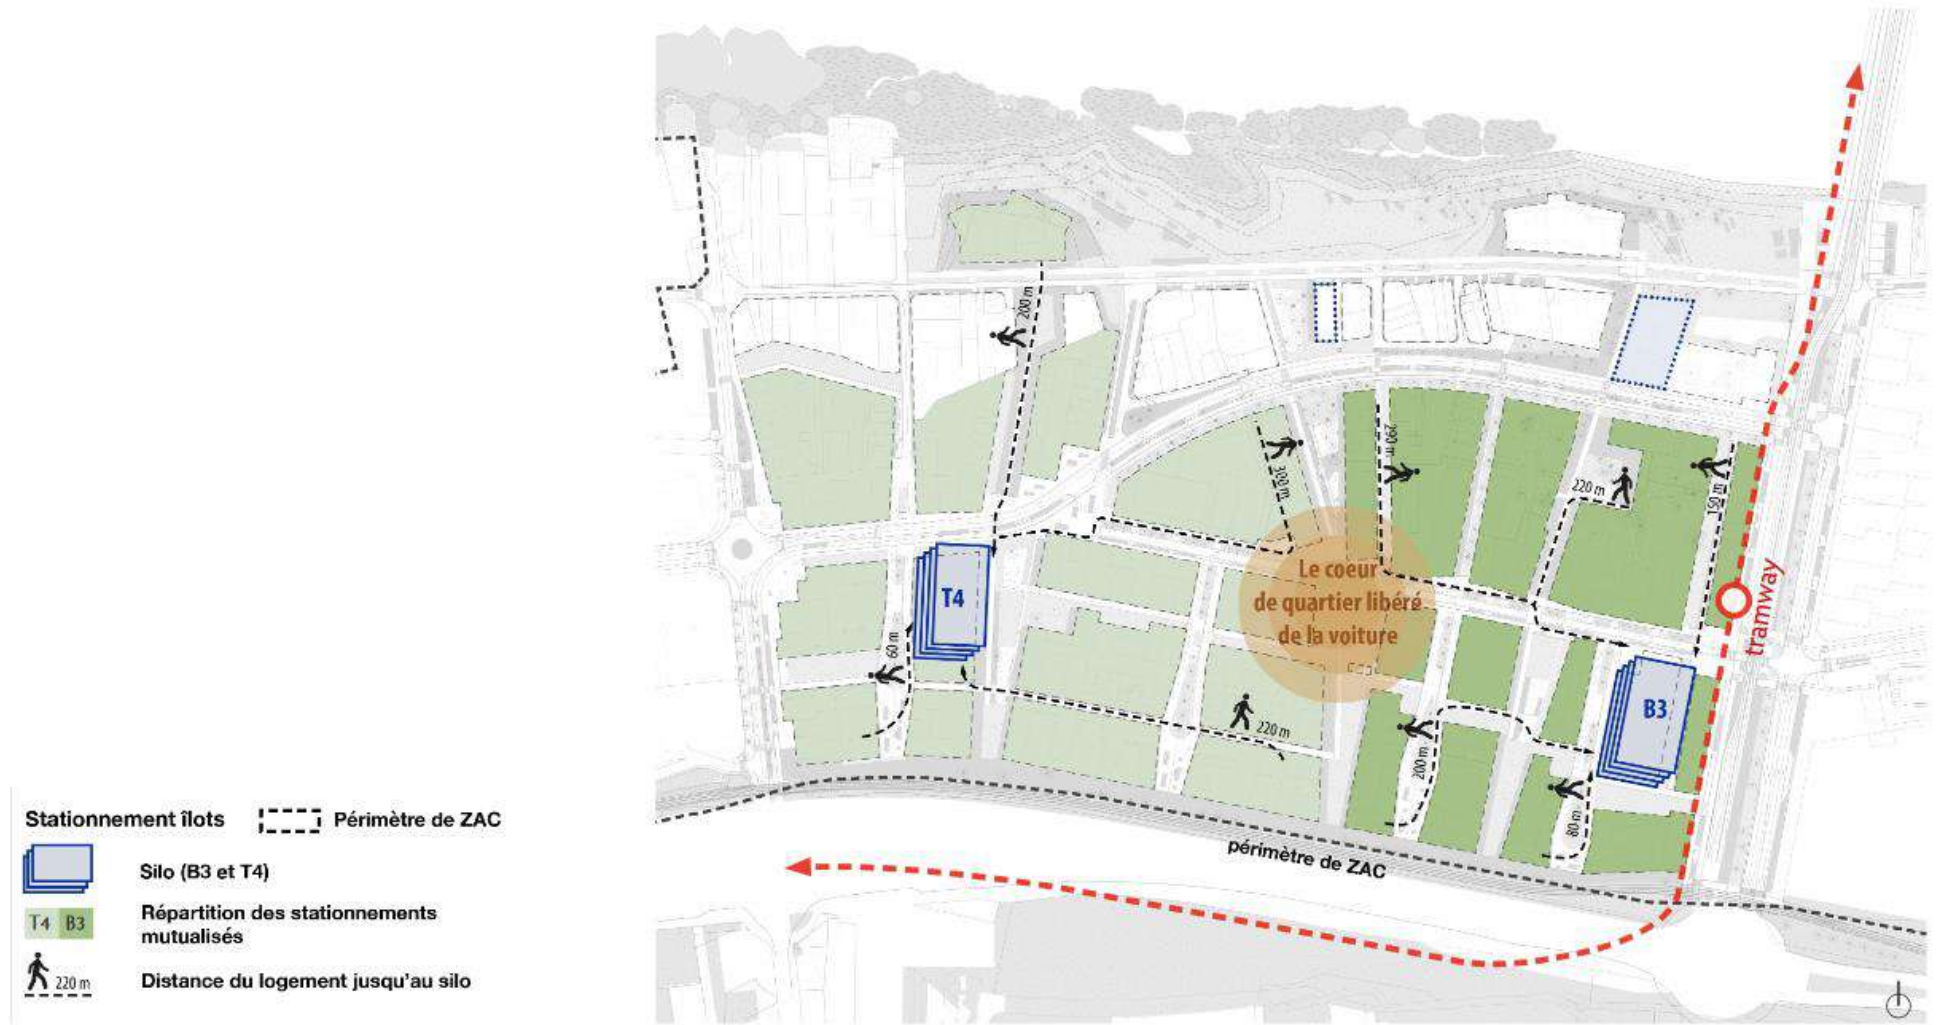 200 m
290 m
300 m
220 m
150 m
Le coeur
de quartier libéré
de la voiture
T4
tramway
60 m
B3
220 m
200 m
80 m
périmètre de ZAC
Stationnement îlots
Périmètre de ZAC
Silo (B3 et T4)
T4 B3
Répartition des stationnements
mutualisés
220 m
Distance du logement jusqu'au silo